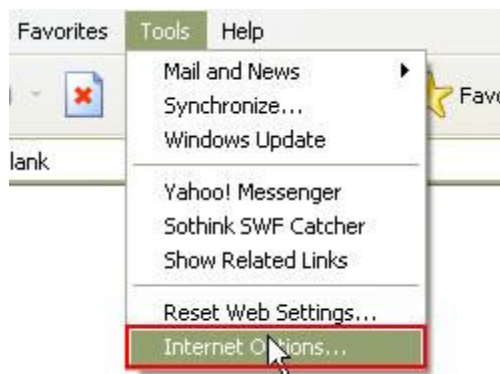 Favorites Tools Help
Mail and News
Synchronize...
Windows Update
Yahoo! Messenger
Sothink SWF Catcher
Show Related Links
Reset Web Settings...
Internet Options...
Favo
lank